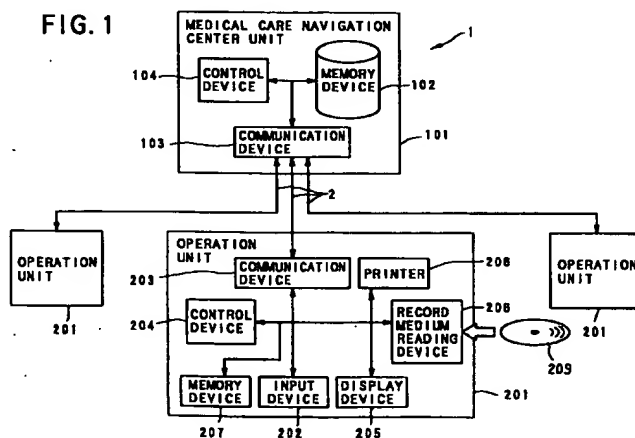 FIG. 1
MEDICAL CARE NAVIGATION
CENTER UNIT
1
104
CONTROL
DEVICE
MEMORY
DEVICE
102
103
COMMUNICATION
DEVICE
101
2
OPERATION
UNIT
201
OPERATION
UNIT
203
COMMUNICATION
DEVICE
PRINTER
206
OPERATION
UNIT
201
204
CONTROL
DEVICE
RECORD
MEDIUM
READING
DEVICE
206
209
MEMORY
DEVICE
INPUT
DEVICE
DISPLAY
DEVICE
201
207
202
205